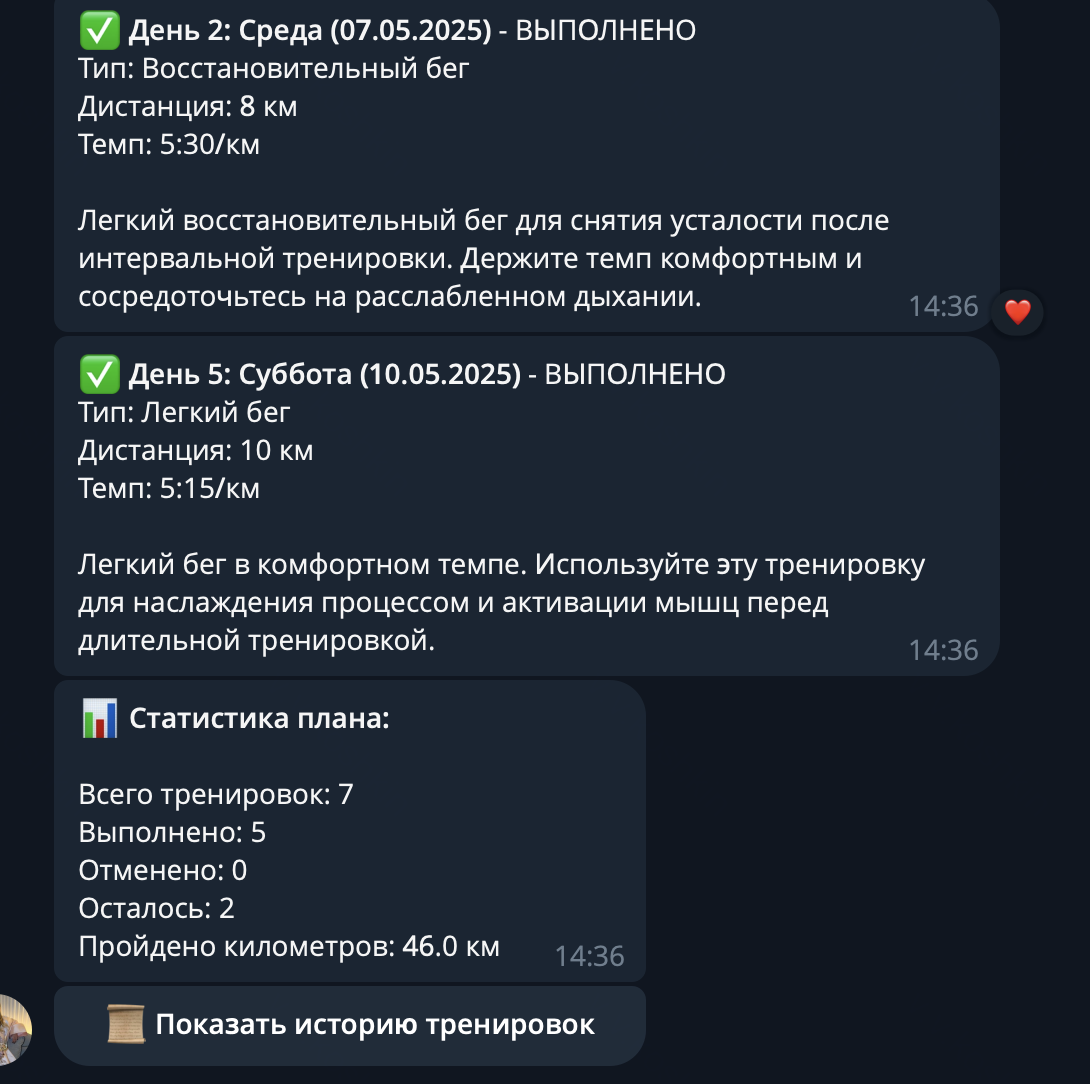 ✅ День 2: Среда (07.05.2025) - ВЫПОЛНЕНО
Тип: Восстановительный бег
Дистанция: 8 км
Темп: 5:30/км
Легкий восстановительный бег для снятия усталости после
интервальной тренировки. Держите темп комфортным и
сосредоточьтесь на расслабленном дыхании.
14:36
✅ День 5: Суббота (10.05.2025) - ВЫПОЛНЕНО
Тип: Легкий бег
Дистанция: 10 км
Темп: 5:15/км
Легкий бег в комфортном темпе. Используйте эту тренировку
для наслаждения процессом и активации мышц перед
длительной тренировкой.
14:36
📊 Статистика плана:
Всего тренировок: 7
Выполнено: 5
Отменено: 0
Осталось: 2
Пройдено километров: 46.0 км
14:36
📜 Показать историю тренировок